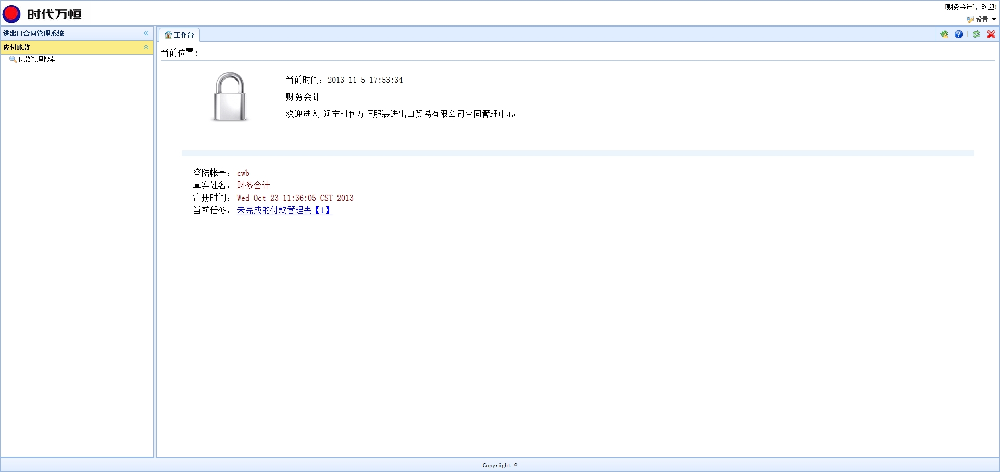 时代万恒
[财务会计], 欢迎!
设置
进出口合同管理系统
应付账款
付款管理搜索
工作台
当前位置:
当前时间: 2013-11-5 17:53:34
财务会计
欢迎进入 辽宁时代万恒服装进出口贸易有限公司合同管理中心!
登陆帐号: cwb
真实姓名: 财务会计
注册时间: Wed Oct 23 11:36:05 CST 2013
当前任务: 未完成的付款管理表【1】
Copyright ©